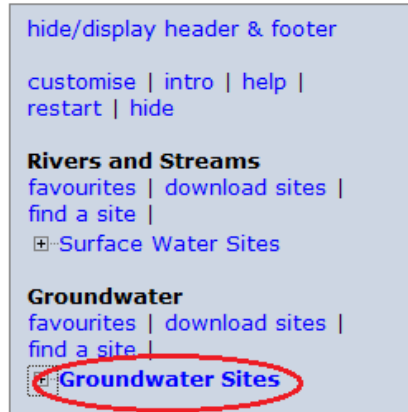 hide/display header & footer
customise | intro | help |
restart | hide
Rivers and Streams
favourites | download sites |
find a site |
Surface Water Sites
Groundwater
favourites | download sites |
find a site |
Groundwater Sites